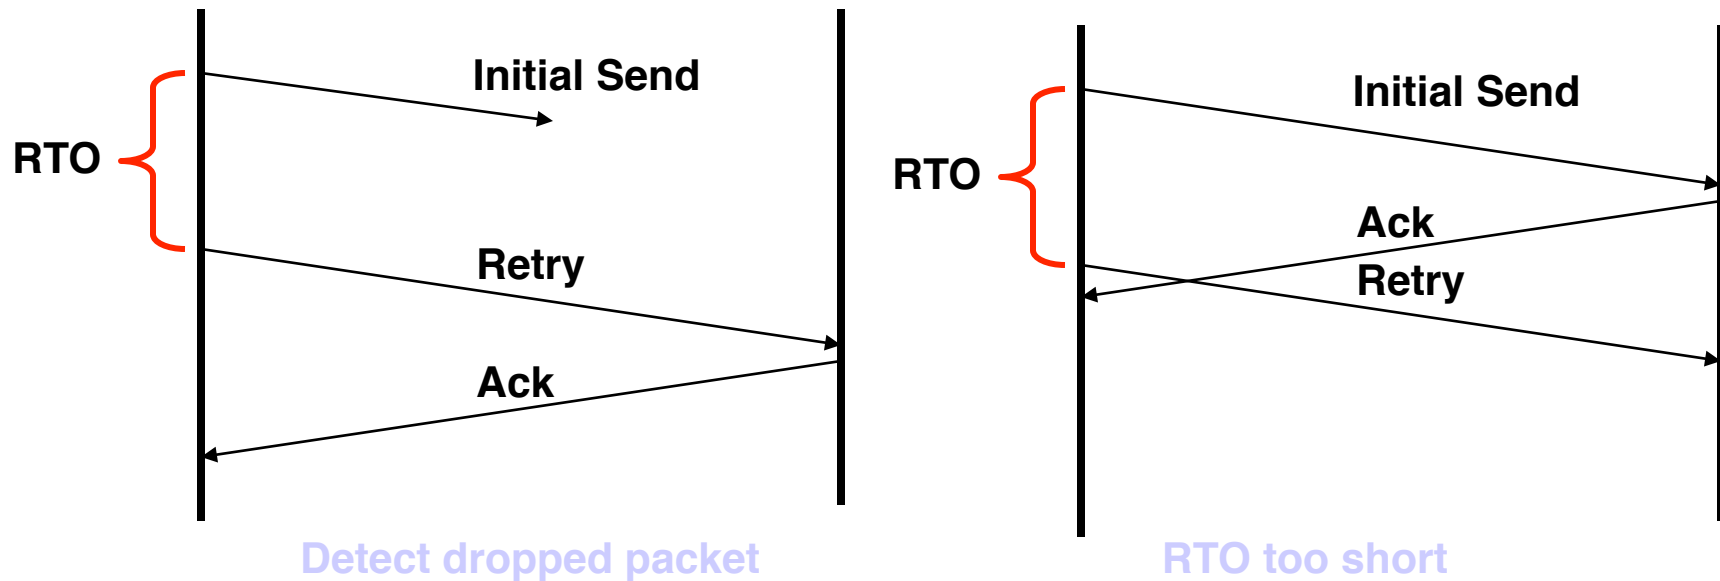 Initial Send
RTO
Retry
Ack
Detect dropped packet
Initial Send
RTO
Ack
Retry
RTO too short